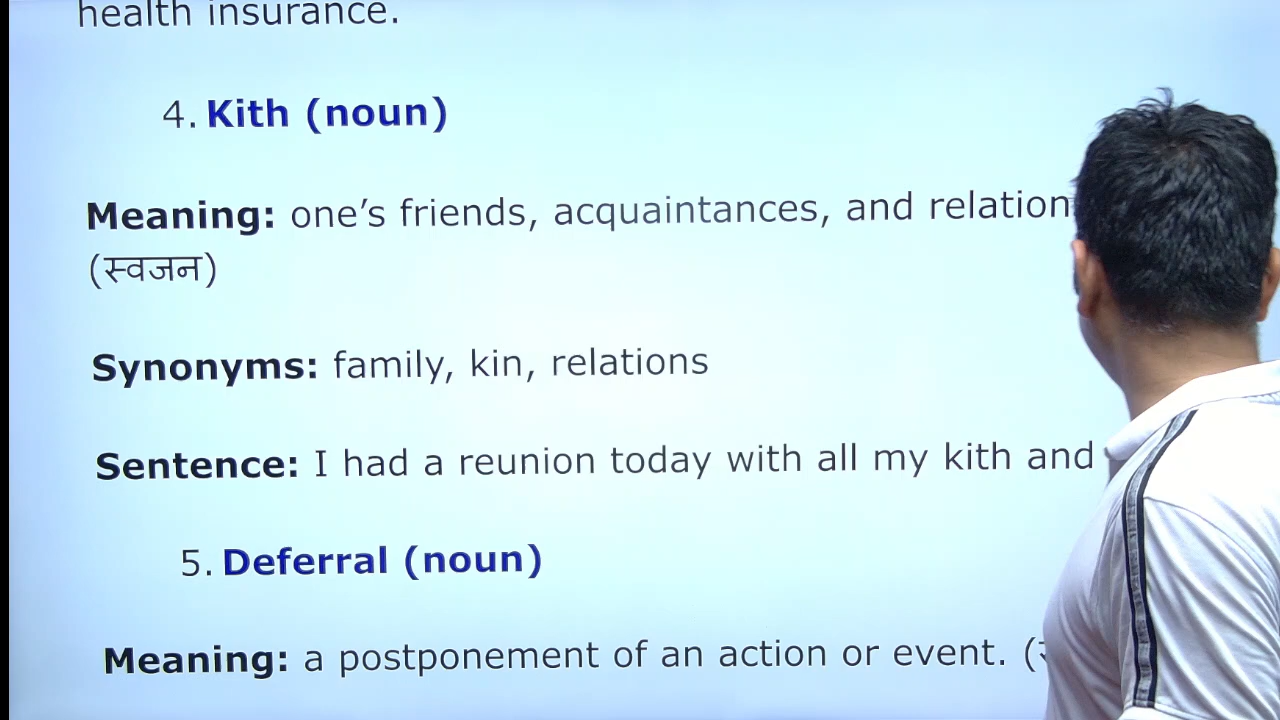 health insurance.
4. Kith (noun)
Meaning: one’s friends, acquaintances, and relation
(स्वजन)
Synonyms: family, kin, relations
Sentence: I had a reunion today with all my kith and
5. Deferral (noun)
Meaning: a postponement of an action or event. (